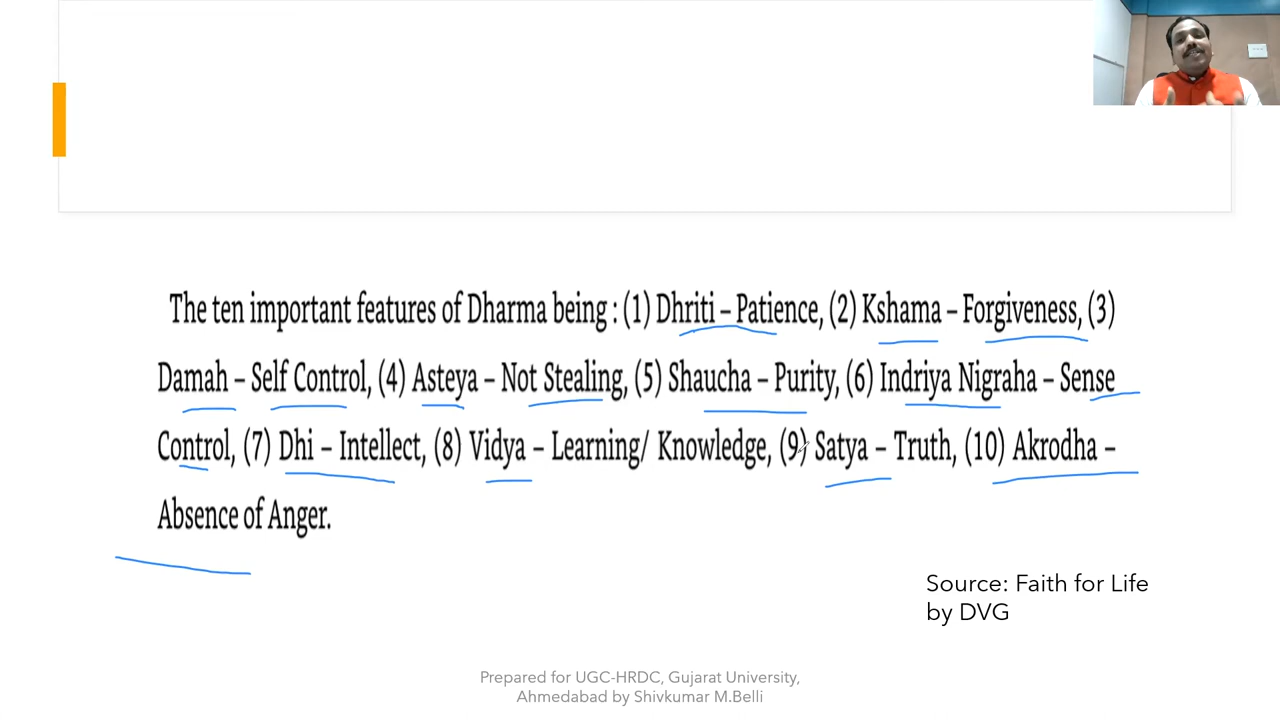 The ten important features of Dharma being : (1) Dhriti – Patience, (2) Kshama – Forgiveness, (3)
Damah – Self Control, (4) Asteya – Not Stealing, (5) Shaucha – Purity, (6) Indriya Nigraha – Sense
Control, (7) Dhi – Intellect, (8) Vidya – Learning/ Knowledge, (9) Satya – Truth, (10) Akrodha –
Absence of Anger.
Source: Faith for Life
by DVG
Prepared for UGC-HRDC, Gujarat University,
Ahmedabad by Shivkumar M.Belli